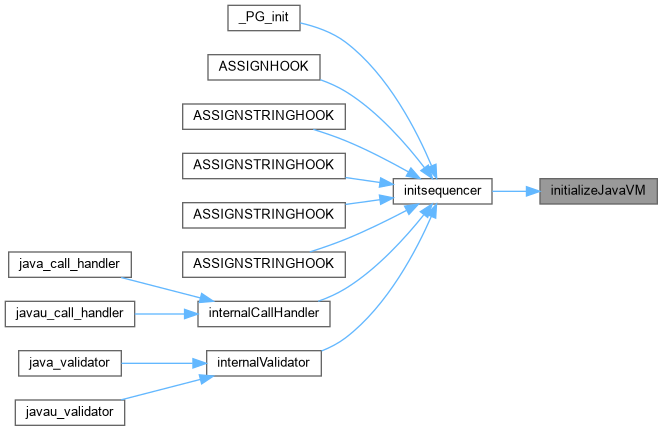 _PG_init
ASSIGNHOOK
ASSIGNSTRINGHOOK
ASSIGNSTRINGHOOK
initsequencer
initializeJavaVM
ASSIGNSTRINGHOOK
ASSIGNSTRINGHOOK
java_call_handler
javau_call_handler
internalCallHandler
java_validator
internalValidator
javau_validator